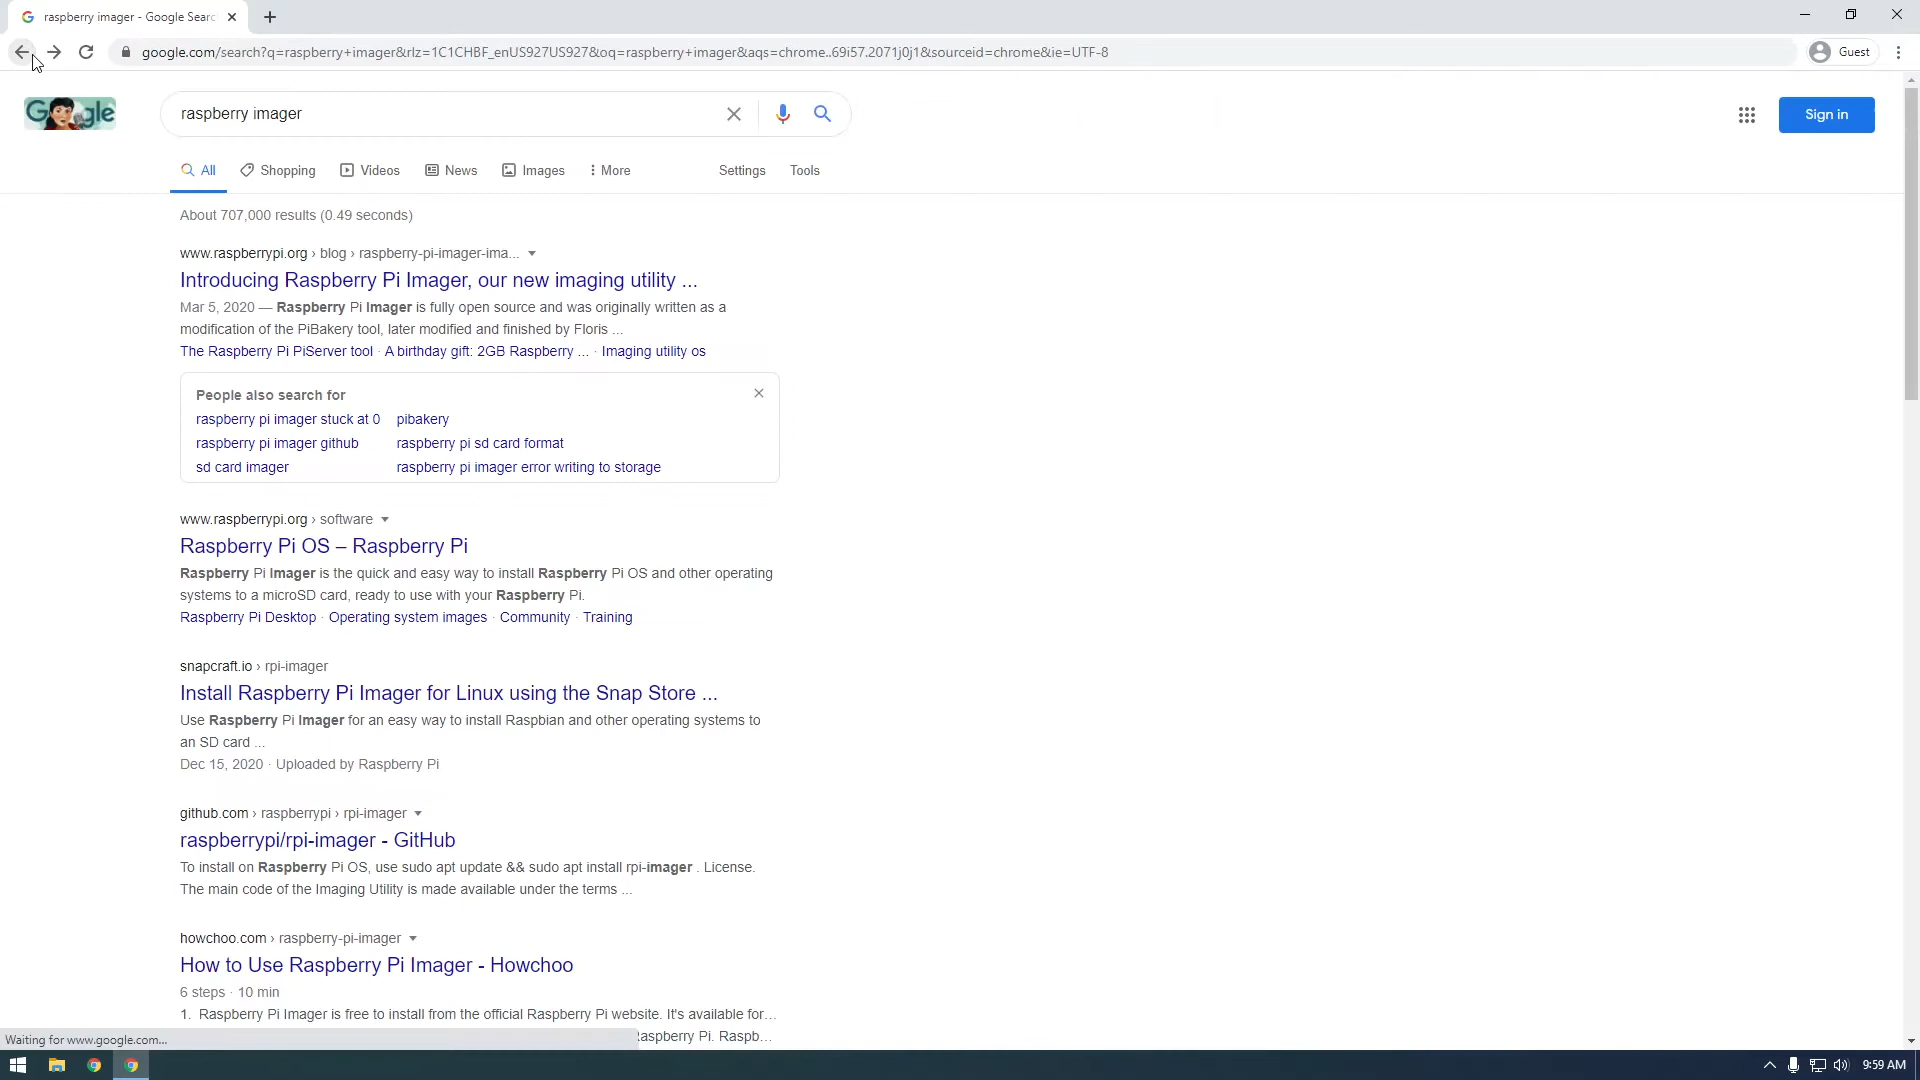 raspberry imager - Google Searc
google.com/search?q=raspberry+imager&rlz=1C1CHBF_enUS927US927&oq=raspberry+imager&aqs=chrome..69i57.2071j0j1&sourceid=chrome&ie=UTF-8
Guest
Google
raspberry imager
Sign in
All Shopping Videos News Images More Settings Tools
About 707,000 results (0.49 seconds)
www.raspberrypi.org › blog › raspberry-pi-imager-ima...
Introducing Raspberry Pi Imager, our new imaging utility ...
Mar 5, 2020 — Raspberry Pi Imager is fully open source and was originally written as a
modification of the PiBakery tool, later modified and finished by Floris ...
The Raspberry Pi PiServer tool · A birthday gift: 2GB Raspberry ... · Imaging utility os
People also search for
raspberry pi imager stuck at 0 pibakery
raspberry pi imager github raspberry pi sd card format
sd card imager raspberry pi imager error writing to storage
www.raspberrypi.org › software
Raspberry Pi OS – Raspberry Pi
Raspberry Pi Imager is the quick and easy way to install Raspberry Pi OS and other operating
systems to a microSD card, ready to use with your Raspberry Pi.
Raspberry Pi Desktop · Operating system images · Community · Training
snapcraft.io › rpi-imager
Install Raspberry Pi Imager for Linux using the Snap Store ...
Use Raspberry Pi Imager for an easy way to install Raspbian and other operating systems to
an SD card ...
Dec 15, 2020 · Uploaded by Raspberry Pi
github.com › raspberrypi › rpi-imager
raspberrypi/rpi-imager - GitHub
To install on Raspberry Pi OS, use sudo apt update && sudo apt install rpi-imager . License.
The main code of the Imaging Utility is made available under the terms ...
howchoo.com › raspberry-pi-imager
How to Use Raspberry Pi Imager - Howchoo
6 steps · 10 min
1. Raspberry Pi Imager is free to install from the official Raspberry Pi website. It's available for...
Waiting for www.google.com... Raspberry Pi. Raspb...
9:59 AM